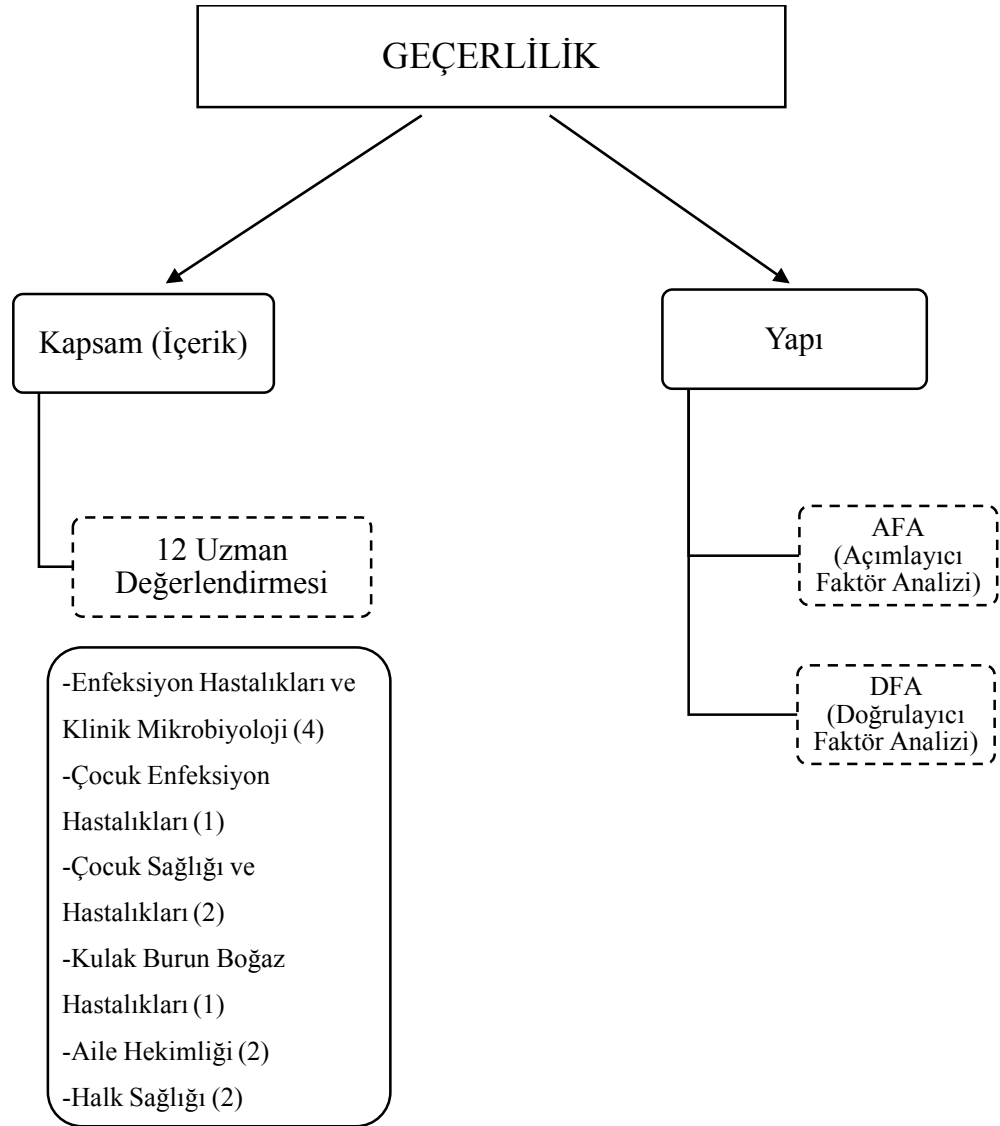 GEÇERLİLİK
Kapsam (İçerik)
Yapı
12 Uzman
Değerlendirmesi
AFA
(Açımlayıcı
Faktör Analizi)
DFA
(Doğrulayıcı
Faktör Analizi)
-Enfeksiyon Hastalıkları ve
Klinik Mikrobiyoloji (4)
-Çocuk Enfeksiyon
Hastalıkları (1)
-Çocuk Sağlığı ve
Hastalıkları (2)
-Kulak Burun Boğaz
Hastalıkları (1)
-Aile Hekimliği (2)
-Halk Sağlığı (2)